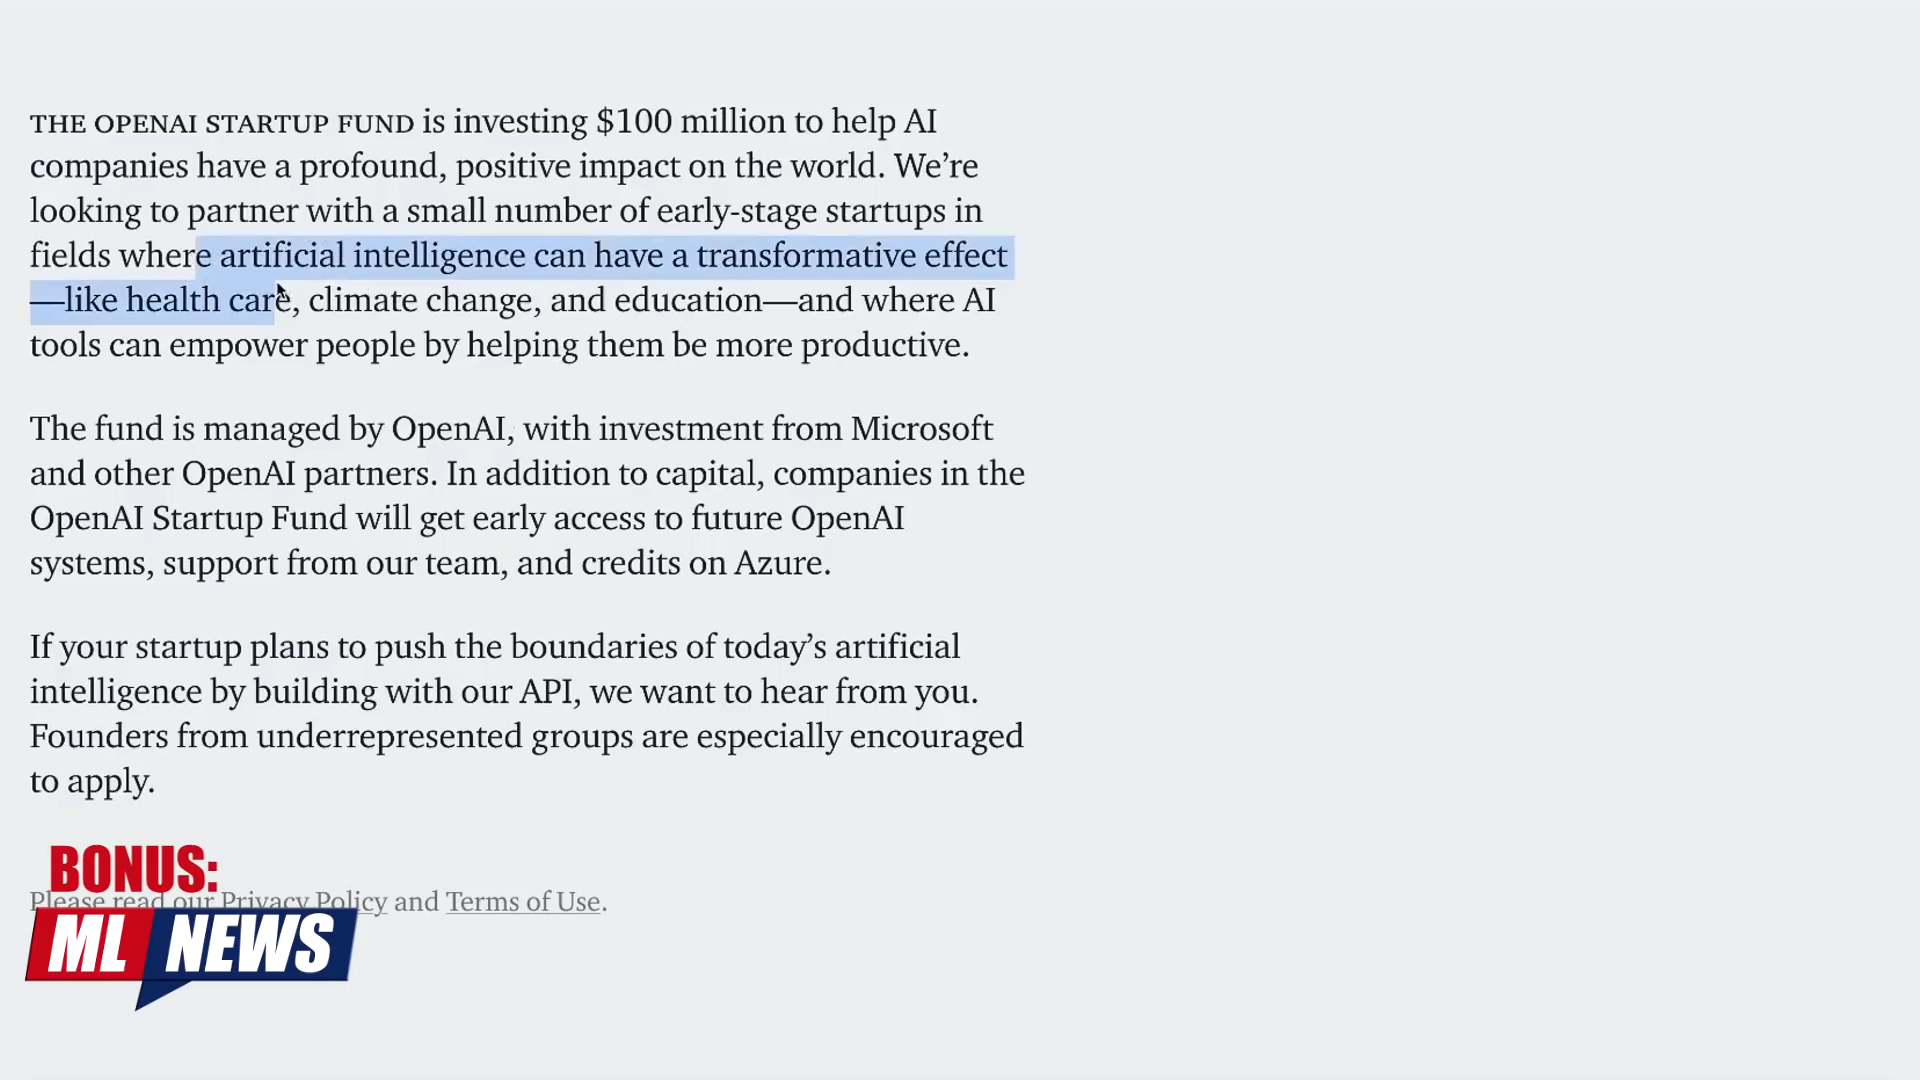 THE OPENAI STARTUP FUND is investing $100 million to help AI
companies have a profound, positive impact on the world. We’re
looking to partner with a small number of early-stage startups in
fields where artificial intelligence can have a transformative effect
—like health care, climate change, and education—and where AI
tools can empower people by helping them be more productive.
The fund is managed by OpenAI, with investment from Microsoft
and other OpenAI partners. In addition to capital, companies in the
OpenAI Startup Fund will get early access to future OpenAI
systems, support from our team, and credits on Azure.
If your startup plans to push the boundaries of today’s artificial
intelligence by building with our API, we want to hear from you.
Founders from underrepresented groups are especially encouraged
to apply.
BONUS:
Please read our Privacy Policy and Terms of Use.
ML NEWS